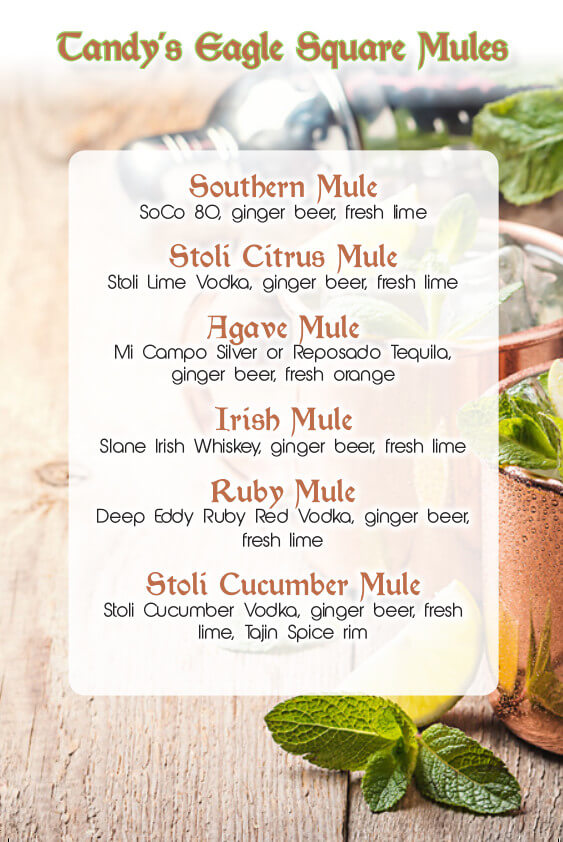 Tandy's Eagle Square Mules
Southern Mule
SoCo 80, ginger beer, fresh lime
Stoli Citrus Mule
Stoli Lime Vodka, ginger beer, fresh lime
Agave Mule
Mi Campo Silver or Reposado Tequila,
ginger beer, fresh orange
Irish Mule
Slane Irish Whiskey, ginger beer, fresh lime
Ruby Mule
Deep Eddy Ruby Red Vodka, ginger beer,
fresh lime
Stoli Cucumber Mule
Stoli Cucumber Vodka, ginger beer, fresh
lime, Tajin Spice rim